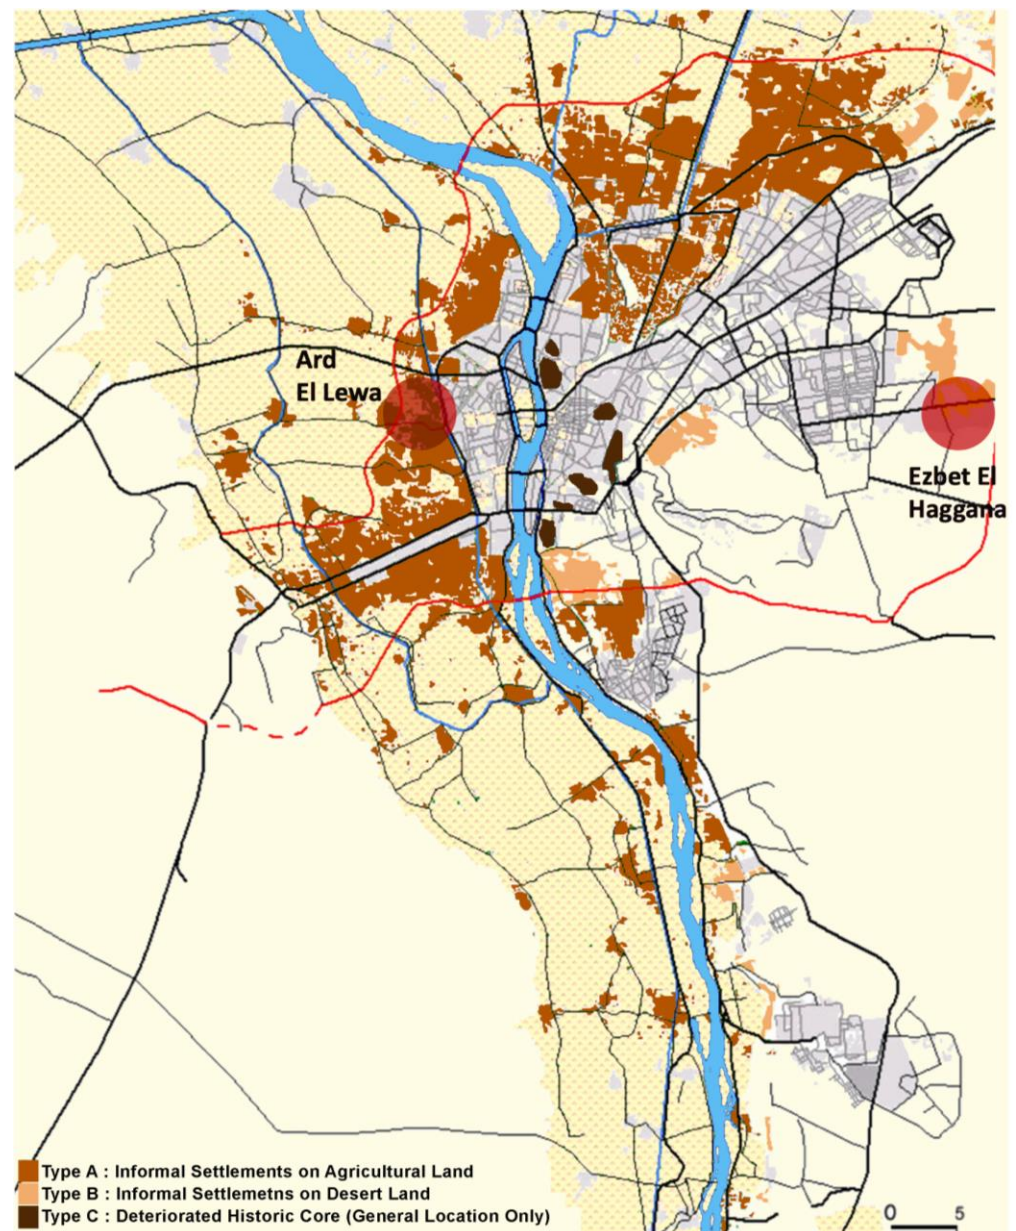 Ard
El Lewa
Ezbet El
Haggana
Type A : Informal Settlements on Agricultural Land
Type B : Informal Settlemetns on Desert Land
Type C : Deteriorated Historic Core (General Location Only)
0 5